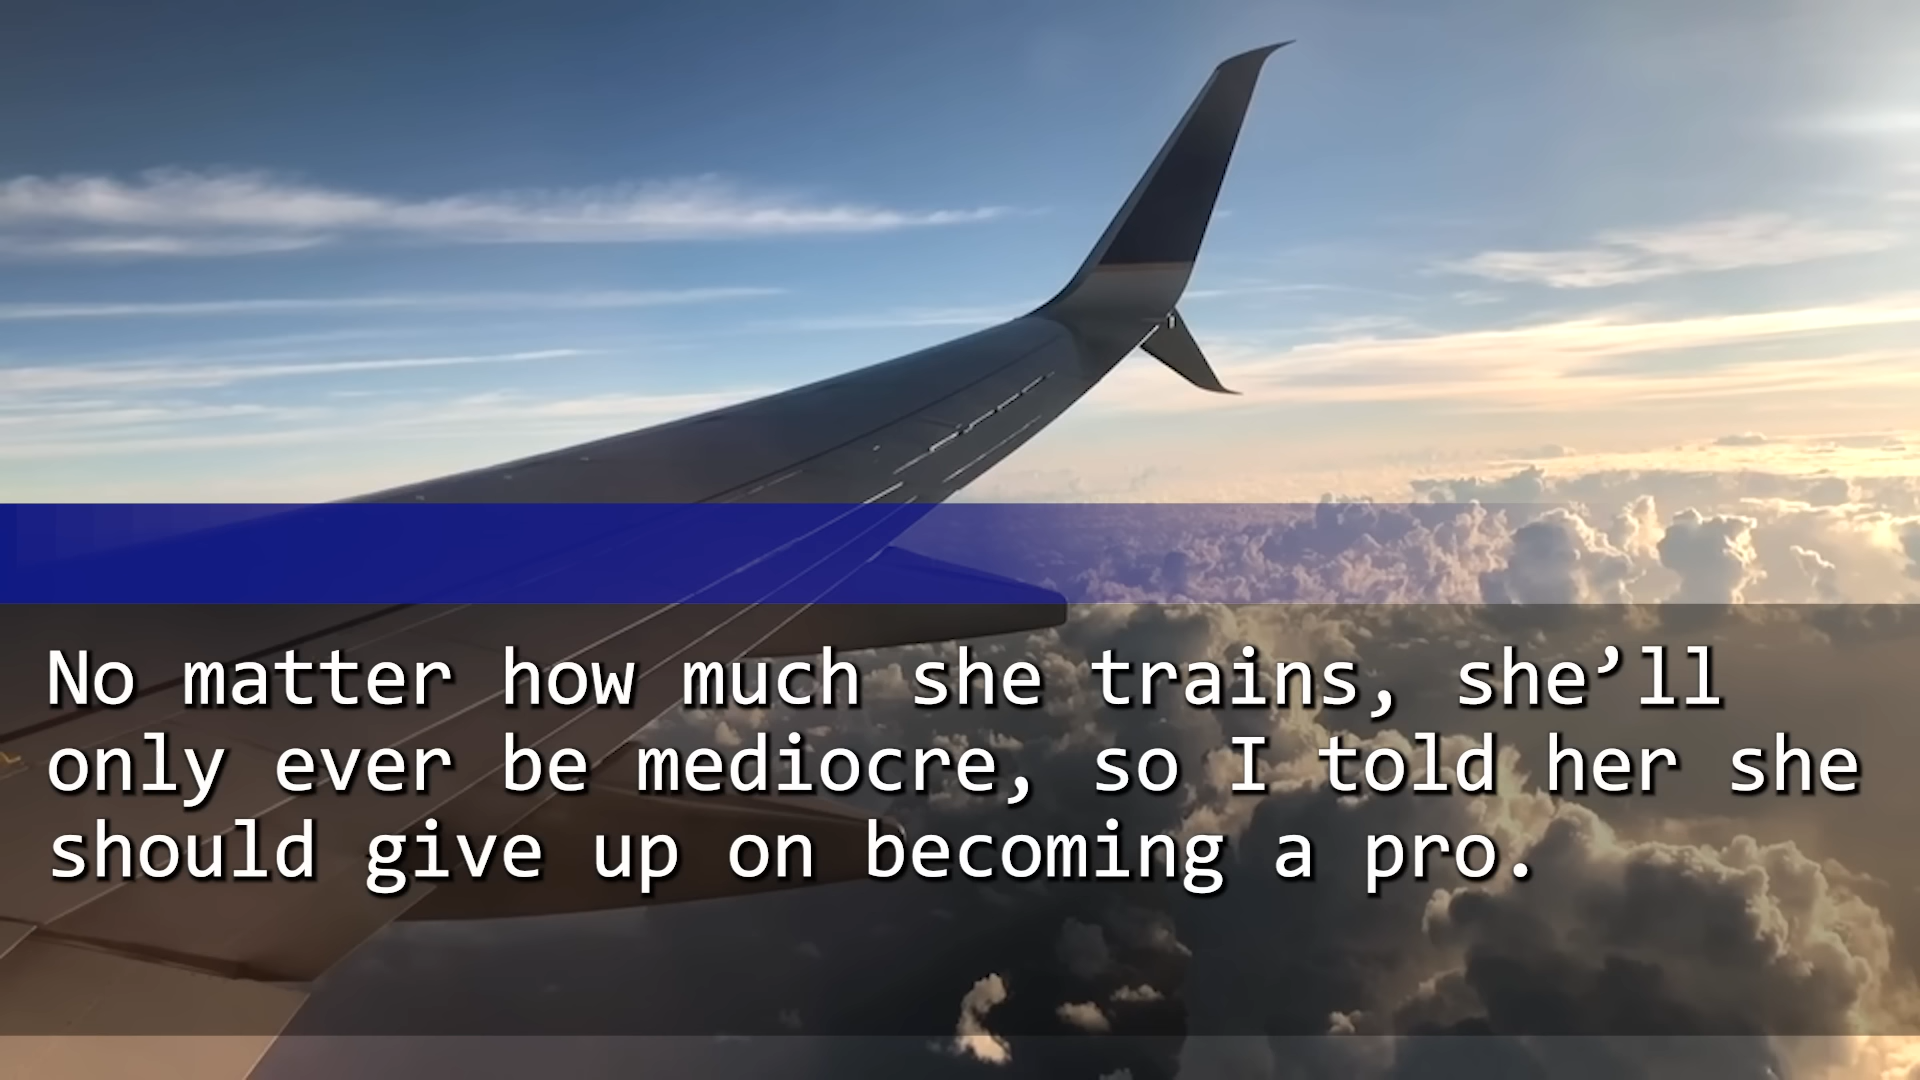 No matter how much she trains, she’ll
only ever be mediocre, so I told her she
should give up on becoming a pro.